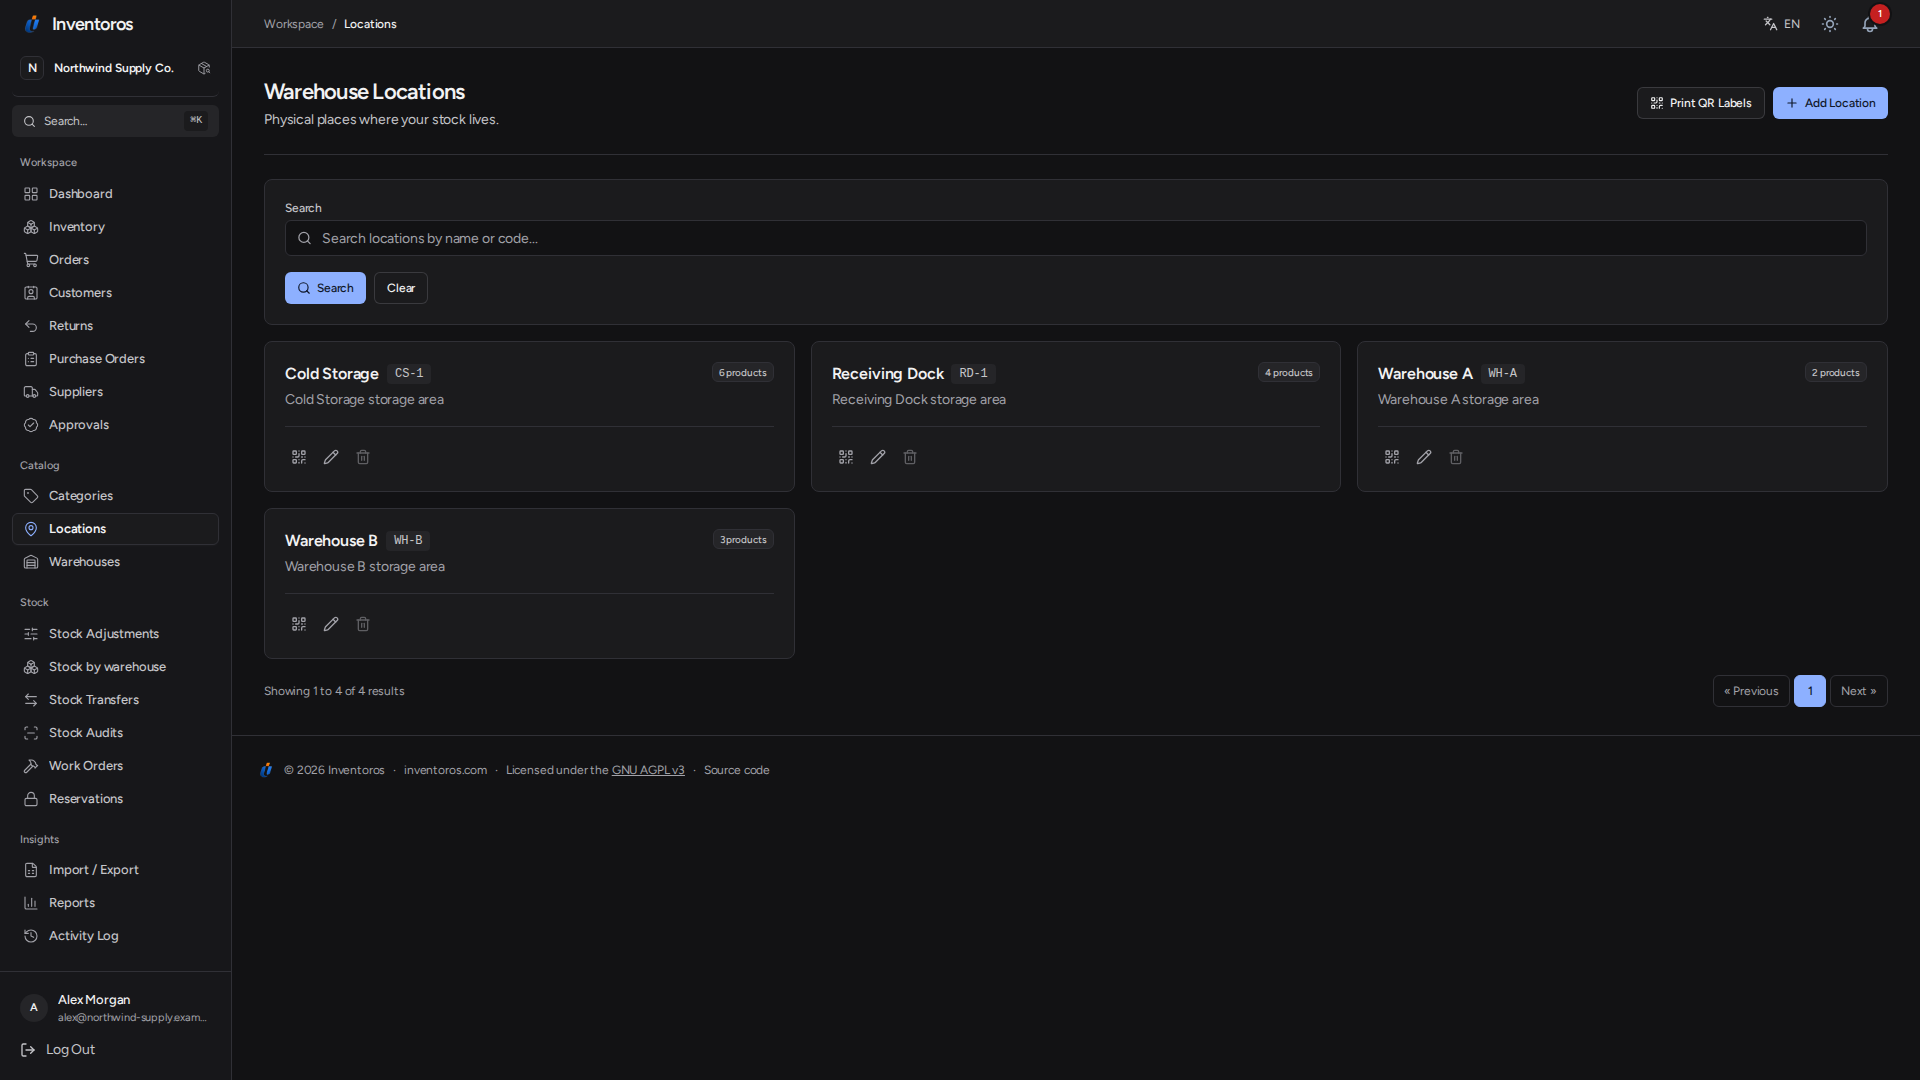 Inventoros
N Northwind Supply Co.
Search... ⌘K
Workspace
Dashboard
Inventory
Orders
Customers
Returns
Purchase Orders
Suppliers
Approvals
Catalog
Categories
Locations
Warehouses
Stock
Stock Adjustments
Stock by warehouse
Stock Transfers
Stock Audits
Work Orders
Reservations
Insights
Import / Export
Reports
Activity Log
A Alex Morgan
alex@northwind-supply.exam...
Log Out
Workspace / Locations
EN 1
Warehouse Locations
Physical places where your stock lives.
Print QR Labels
Add Location
Search
Search locations by name or code...
Search Clear
Cold Storage CS-1 6 products
Cold Storage storage area
Receiving Dock RD-1 4 products
Receiving Dock storage area
Warehouse A WH-A 2 products
Warehouse A storage area
Warehouse B WH-B 3 products
Warehouse B storage area
Showing 1 to 4 of 4 results
« Previous 1 Next »
© 2026 Inventoros · inventoros.com · Licensed under the GNU AGPL v3 · Source code